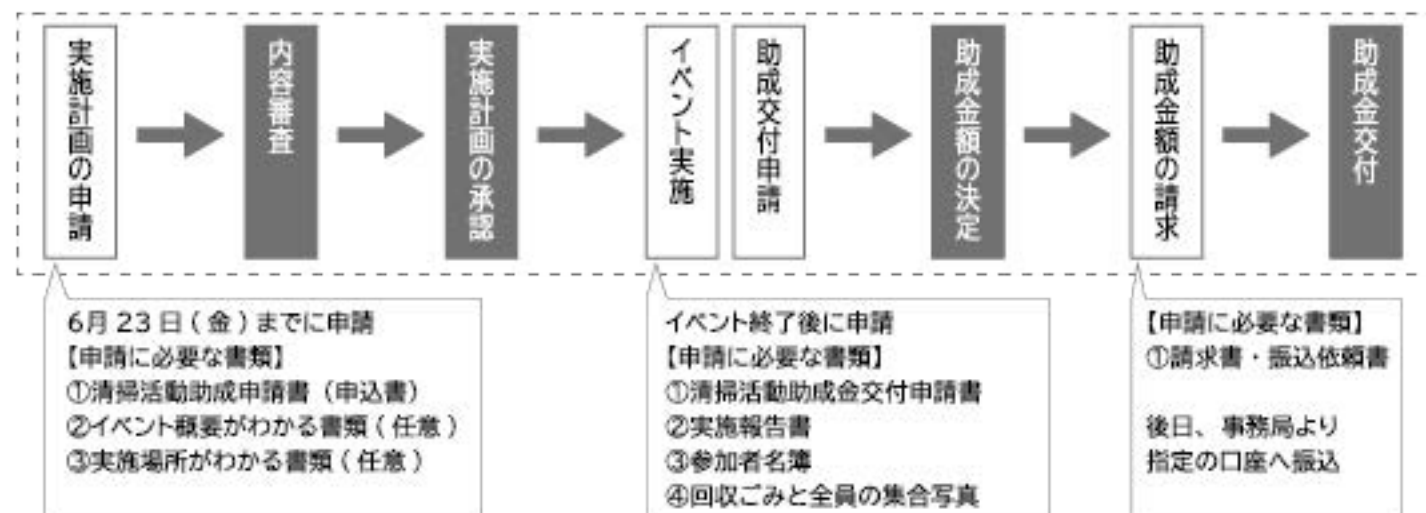 実施計画の申請
内容審査
実施計画の承認
イベント実施
助成交付申請
助成金額の決定
助成金額の請求
助成金交付
6月23日(金)までに申請
【申請に必要な書類】
①清掃活動助成申請書（申込書）
②イベント概要がわかる書類(任意)
③実施場所がわかる書類(任意)
イベント終了後に申請
【申請に必要な書類】
①清掃活動助成金交付申請書
②実施報告書
③参加者名簿
④回収ごみと全員の集合写真
【申請に必要な書類】
①請求書・振込依頼書
後日、事務局より
指定の口座へ振込